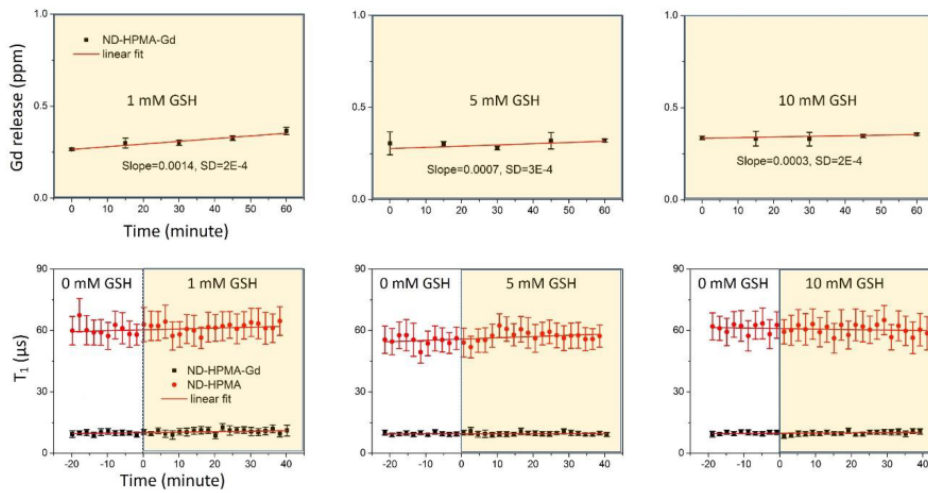 Gd release (ppm)
1.0
0.5
0.0
ND-HPMA-Gd
linear fit
1 mM GSH
Slope=0.0014, SD=2E-4
0 10 20 30 40 50 60
Time (minute)
1.0
0.5
0.0
5 mM GSH
Slope=0.0007, SD=3E-4
0 10 20 30 40 50 60
1.0
0.5
0.0
10 mM GSH
Slope=0.0003, SD=2E-4
0 10 20 30 40 50 60
T1 (μs)
90
60
30
0
0 mM GSH 1 mM GSH
ND-HPMA-Gd
ND-HPMA
linear fit
-20 -10 0 10 20 30 40
Time (minute)
90
60
30
0
0 mM GSH 5 mM GSH
-20 -10 0 10 20 30 40
90
60
30
0
0 mM GSH 10 mM GSH
-20 -10 0 10 20 30 40